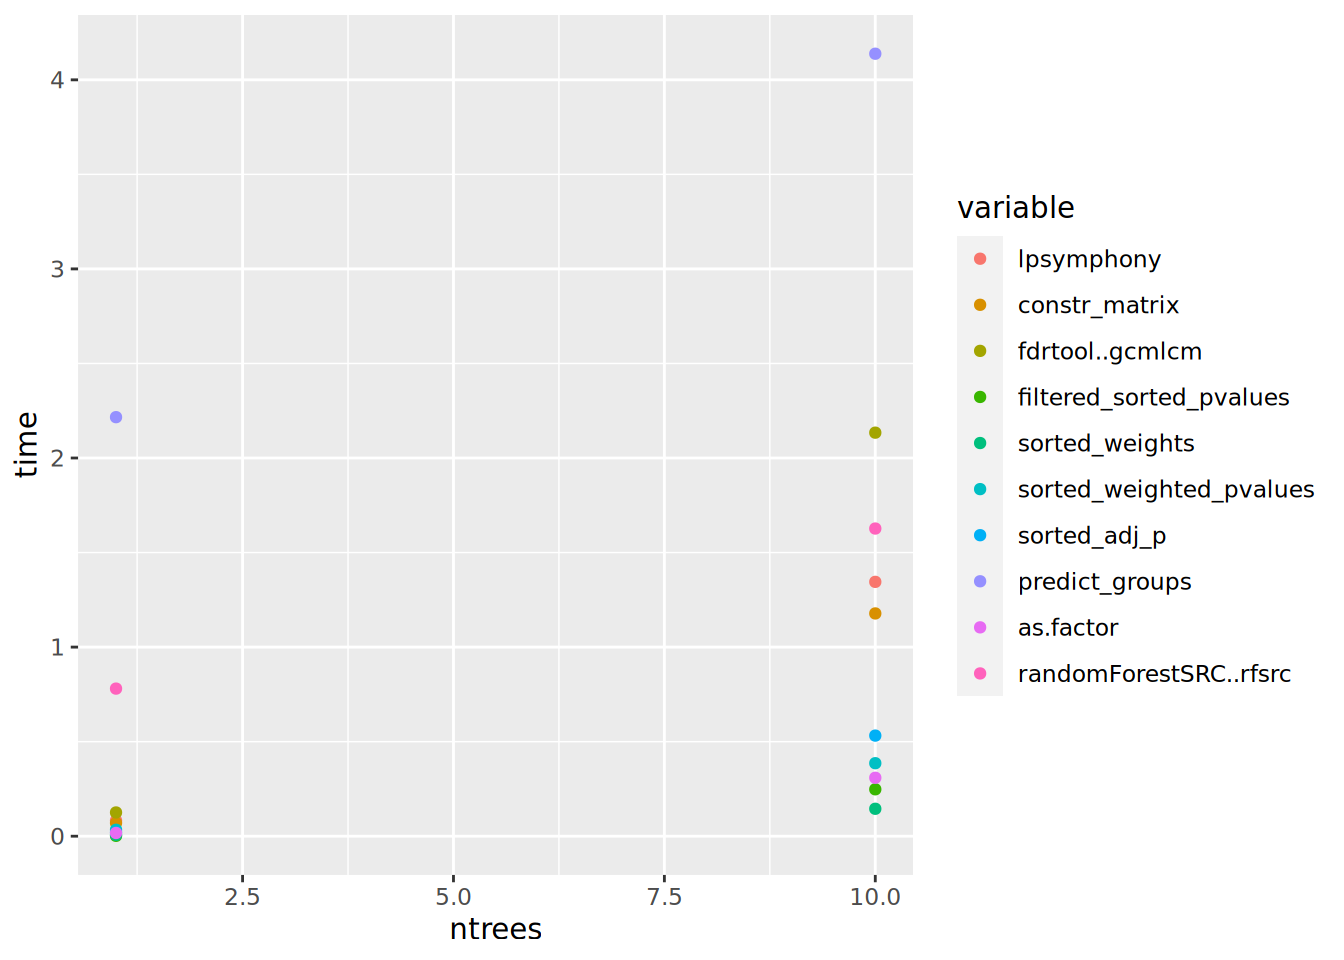 4
3
2
1
0
time
2.5 5.0 7.5 10.0
ntrees
variable
lpsymphony
constr_matrix
fdrtool..gcmlcm
filtered_sorted_pvalues
sorted_weights
sorted_weighted_pvalues
sorted_adj_p
predict_groups
as.factor
randomForestSRC..rfsrc